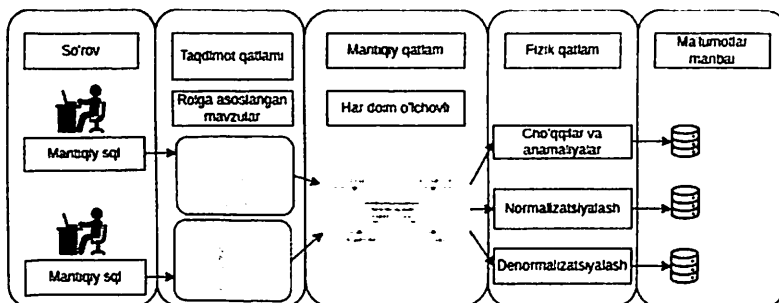 So'rov
Taqdimot qatlami
Mantiqiy qatlam
Fizik qatlam
Ma'lumotlar
manbai
Rolga asoslangan
mavzular
Har doim o'lchovli
Mantiqiy sql
Cho'qqilar va
anamaliyalar
Normalizatsiyalash
Mantiqiy sql
Denormalizatsiyalash